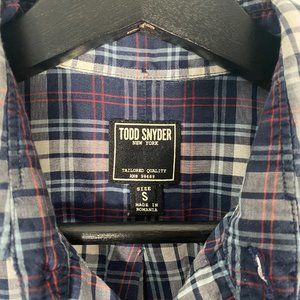 TODD SNYDER
NEW YORK
TAILORED QUALITY
SIZE
S
MADE IN
ROMANIA